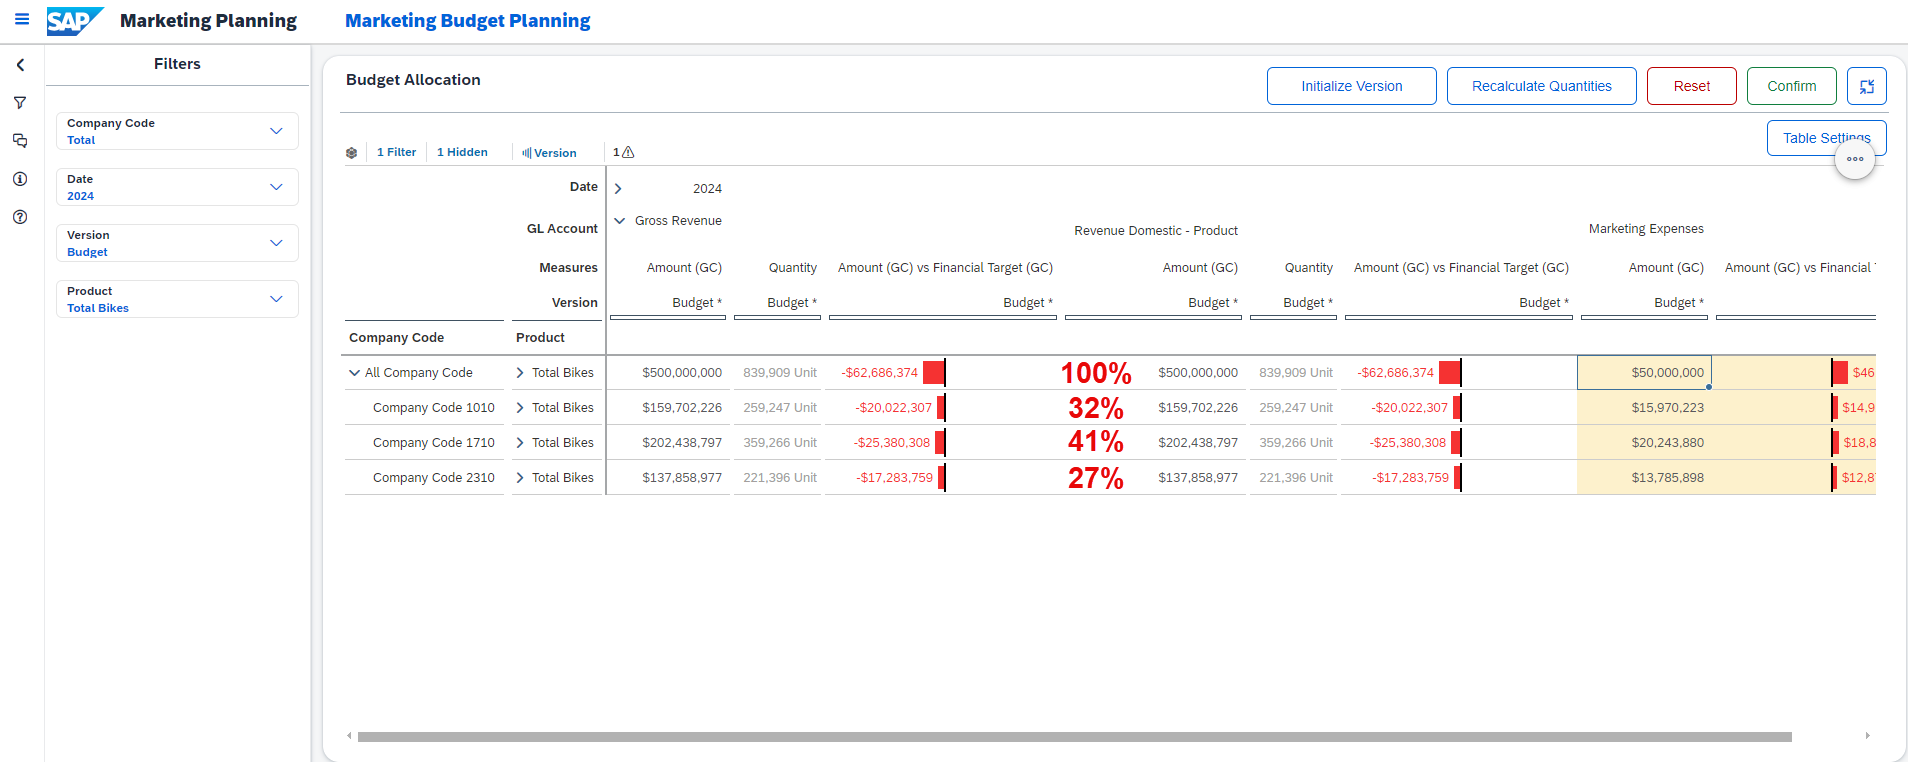 SAP Marketing Planning Marketing Budget Planning
Filters
Company Code
Total
Date
2024
Version
Budget
Product
Total Bikes
Budget Allocation
Initialize Version Recalculate Quantities Reset Confirm
Table Settings
1 Filter 1 Hidden Version 1
Date 2024
GL Account Gross Revenue Revenue Domestic - Product Marketing Expenses
Measures Amount (GC) Quantity Amount (GC) vs Financial Target (GC) Amount (GC) Quantity Amount (GC) vs Financial Target (GC) Amount (GC) Amount (GC) vs Financial
Version Budget * Budget * Budget * Budget * Budget * Budget * Budget *
Company Code Product
All Company Code Total Bikes $500,000,000 839,909 Unit -$62,686,374 100% $500,000,000 839,909 Unit -$62,686,374 $50,000,000 $46
Company Code 1010 Total Bikes $159,702,226 259,247 Unit -$20,022,307 32% $159,702,226 259,247 Unit -$20,022,307 $15,970,223 $14,9
Company Code 1710 Total Bikes $202,438,797 359,266 Unit -$25,380,308 41% $202,438,797 359,266 Unit -$25,380,308 $20,243,880 $18,8
Company Code 2310 Total Bikes $137,858,977 221,396 Unit -$17,283,759 27% $137,858,977 221,396 Unit -$17,283,759 $13,785,898 $12,8